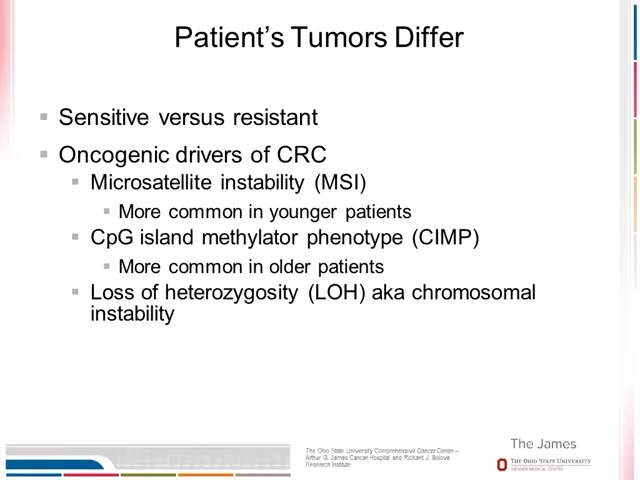 Patient's Tumors Differ
Sensitive versus resistant
Oncogenic drivers of CRC
Microsatellite instability (MSI)
More common in younger patients
CpG island methylator phenotype (CIMP)
More common in older patients
Loss of heterozygosity (LOH) aka chromosomal
instability
The Ohio State University Comprehensive Cancer Center –
Arthur G. James Cancer Hospital and Richard J. Solove
Research Institute
The James
THE OHIO STATE UNIVERSITY
WEXNER MEDICAL CENTER